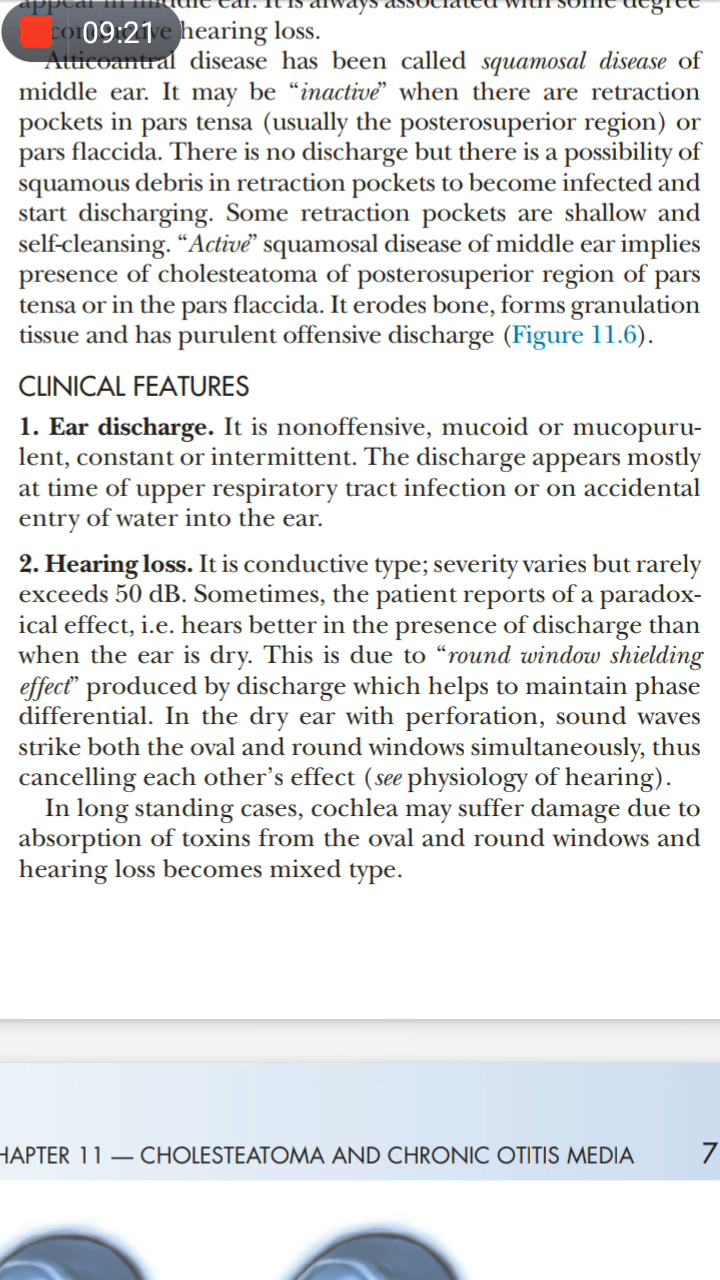 09:21
hearing loss.
Atticoantral disease has been called squamosal disease of
middle ear. It may be “inactive” when there are retraction
pockets in pars tensa (usually the posterosuperior region) or
pars flaccida. There is no discharge but there is a possibility of
squamous debris in retraction pockets to become infected and
start discharging. Some retraction pockets are shallow and
self-cleansing. “Active” squamosal disease of middle ear implies
presence of cholesteatoma of posterosuperior region of pars
tensa or in the pars flaccida. It erodes bone, forms granulation
tissue and has purulent offensive discharge (Figure 11.6).
CLINICAL FEATURES
1. Ear discharge. It is nonoffensive, mucoid or mucopuru-
lent, constant or intermittent. The discharge appears mostly
at time of upper respiratory tract infection or on accidental
entry of water into the ear.
2. Hearing loss. It is conductive type; severity varies but rarely
exceeds 50 dB. Sometimes, the patient reports of a paradox-
ical effect, i.e. hears better in the presence of discharge than
when the ear is dry. This is due to “round window shielding
effect” produced by discharge which helps to maintain phase
differential. In the dry ear with perforation, sound waves
strike both the oval and round windows simultaneously, thus
cancelling each other’s effect (see physiology of hearing).
In long standing cases, cochlea may suffer damage due to
absorption of toxins from the oval and round windows and
hearing loss becomes mixed type.
HAPTER 11 — CHOLESTEATOMA AND CHRONIC OTITIS MEDIA 7